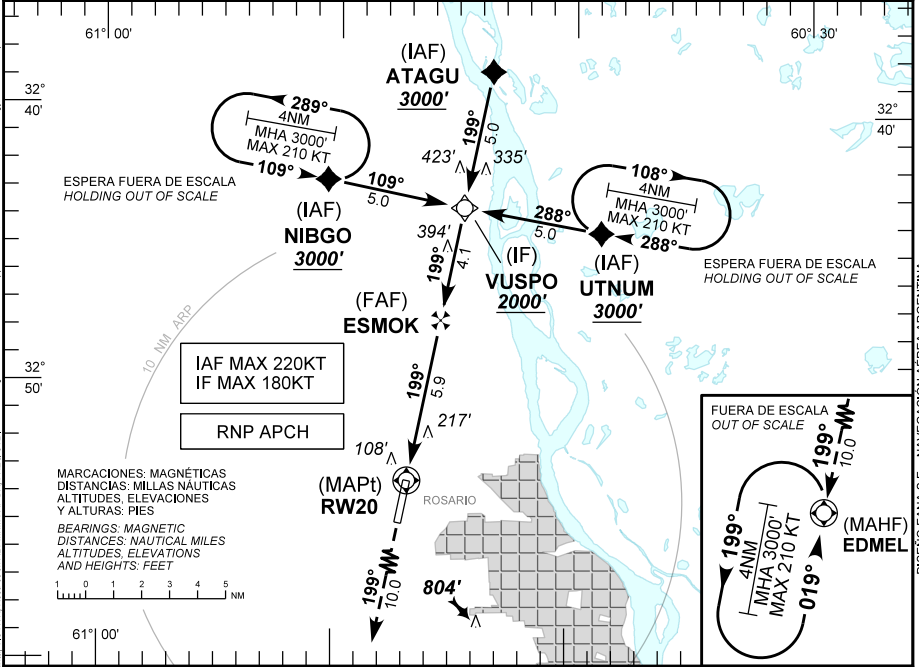 61° 00'
60° 30'
(IAF)
ATAGU
3000'
32°
40'
32°
40'
289°
4NM
MHA 3000'
MAX 210 KT
109°
199°
5.0
423'
335'
108°
4NM
MHA 3000'
MAX 210 KT
288°
ESPERA FUERA DE ESCALA
HOLDING OUT OF SCALE
109°
5.0
288°
5.0
(IAF)
NIBGO
3000'
394'
199°
4.1
(IF)
VUSPO
2000'
(IAF)
UTNUM
3000'
ESPERA FUERA DE ESCALA
HOLDING OUT OF SCALE
(FAF)
ESMOK
10 NM ARP
IAF MAX 220KT
IF MAX 180KT
32°
50'
199°
5.9
RNP APCH
217'
108'
MARCACIONES: MAGNÉTICAS
DISTANCIAS: MILLAS NÁUTICAS
ALTITUDES, ELEVACIONES
Y ALTURAS: PIES
BEARINGS: MAGNETIC
DISTANCES: NAUTICAL MILES
ALTITUDES, ELEVATIONS
AND HEIGHTS: FEET
1 0 1 2 3 4 5 NM
(MAPt)
RW20
ROSARIO
199°
10.0
804'
61° 00'
FUERA DE ESCALA
OUT OF SCALE
199°
10.0
199°
4NM
MHA 3000'
MAX 210 KT
019°
(MAHF)
EDMEL